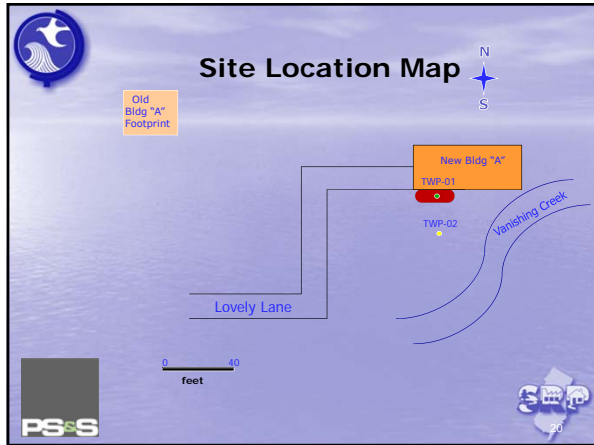 Site Location Map
N
S
Old
Bldg "A"
Footprint
New Bldg "A"
TWP-01
TWP-02
Vanishing Creek
Lovely Lane
0 40
feet
PS&S
SRP
20